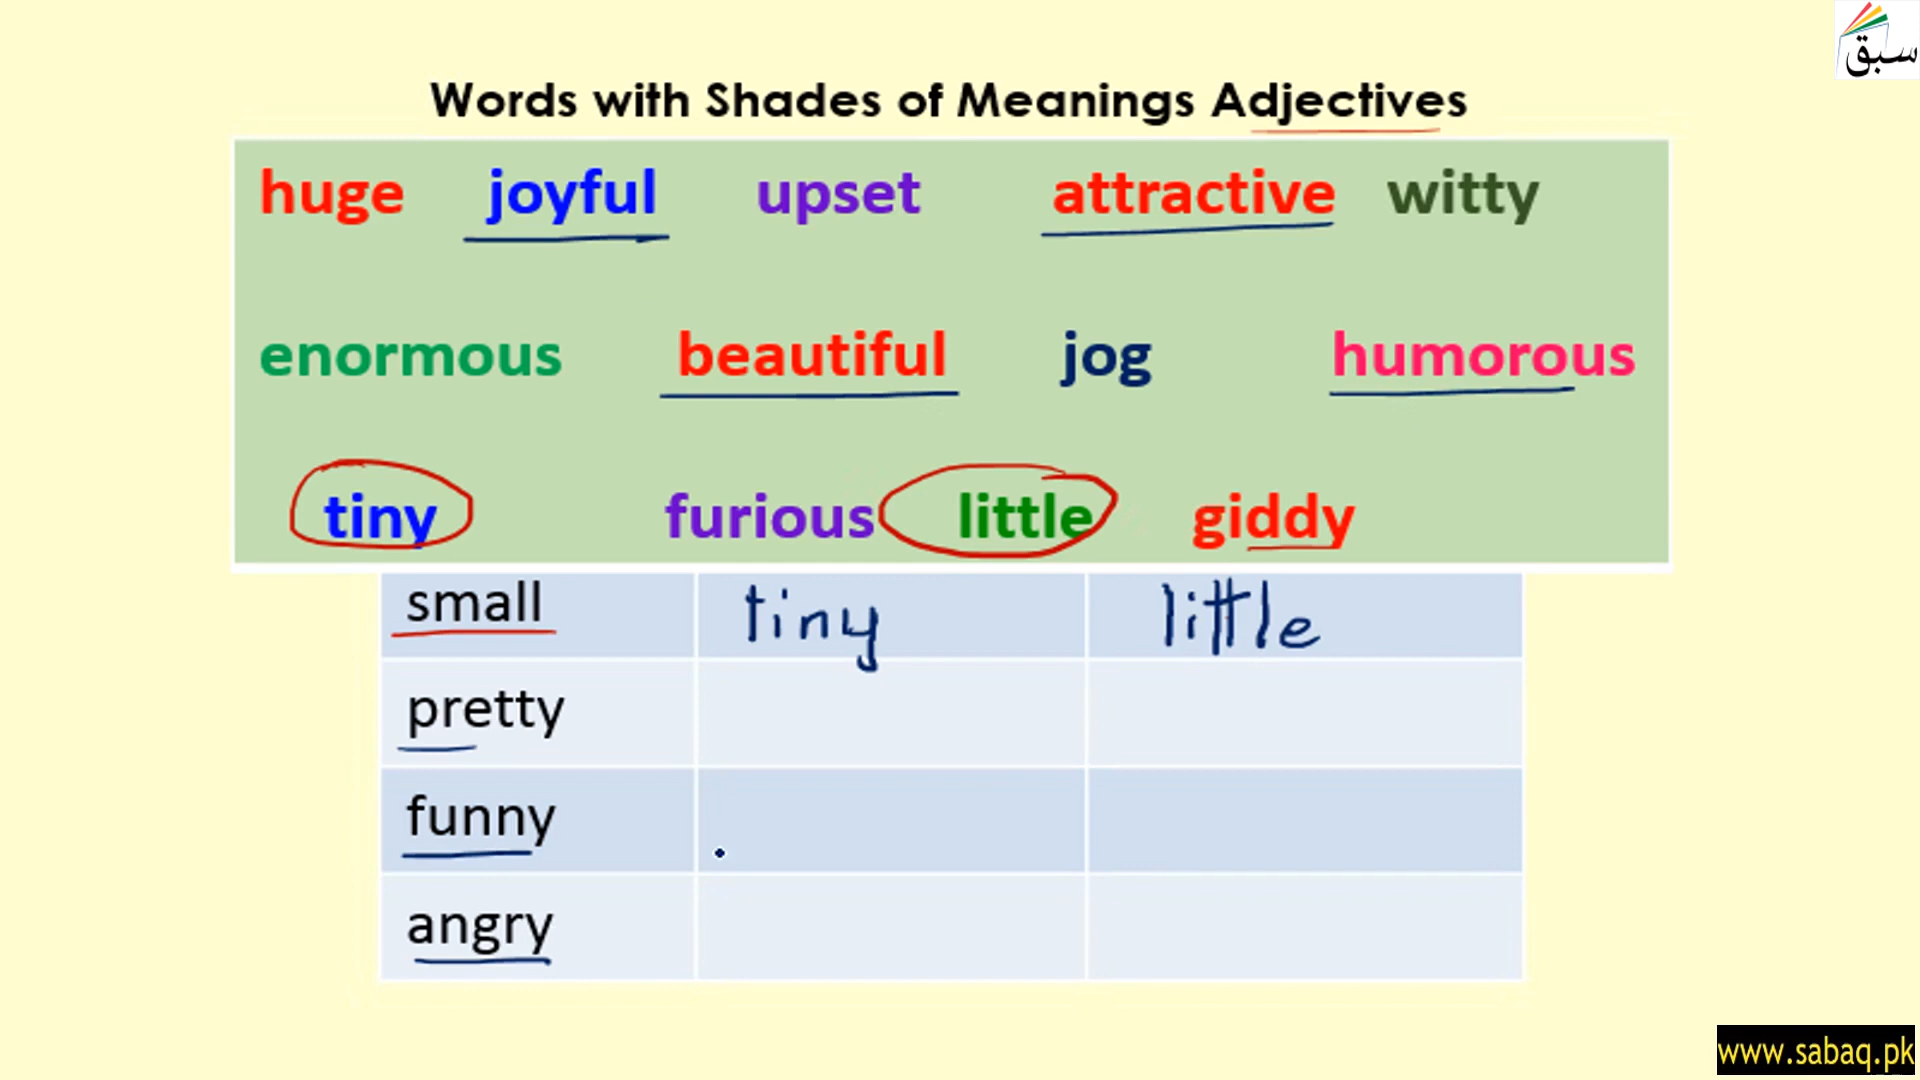 سبق
Words with Shades of Meanings Adjectives
huge joyful upset attractive witty
enormous beautiful jog humorous
tiny furious little giddy
small tiny little
pretty
funny
angry
www.sabaq.pk